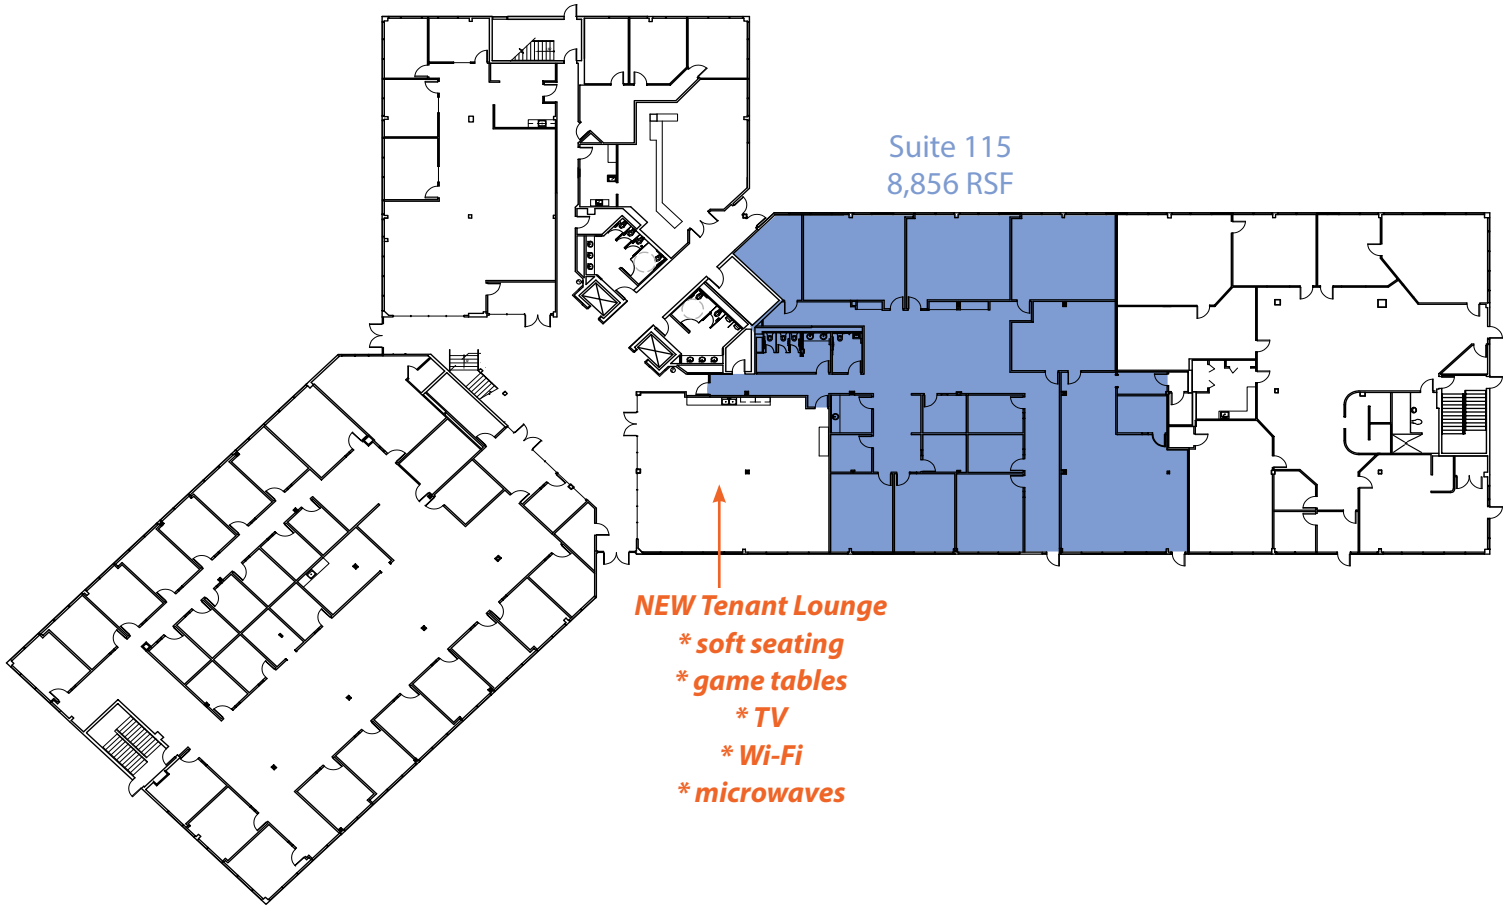 Suite 115
8,856 RSF
NEW Tenant Lounge
* soft seating
* game tables
* TV
* Wi-Fi
* microwaves